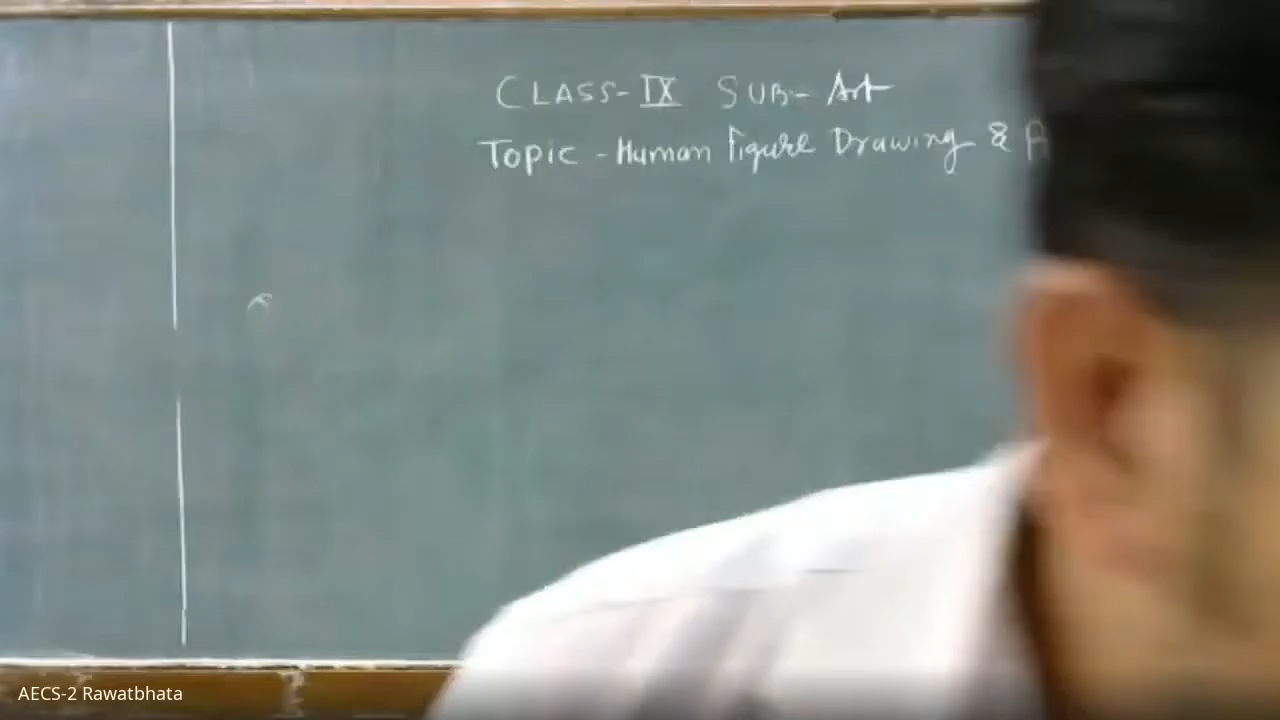 CLASS-IX SUB:- Art
Topic - Human Figure Drawing &
AECS-2 Rawatbhata